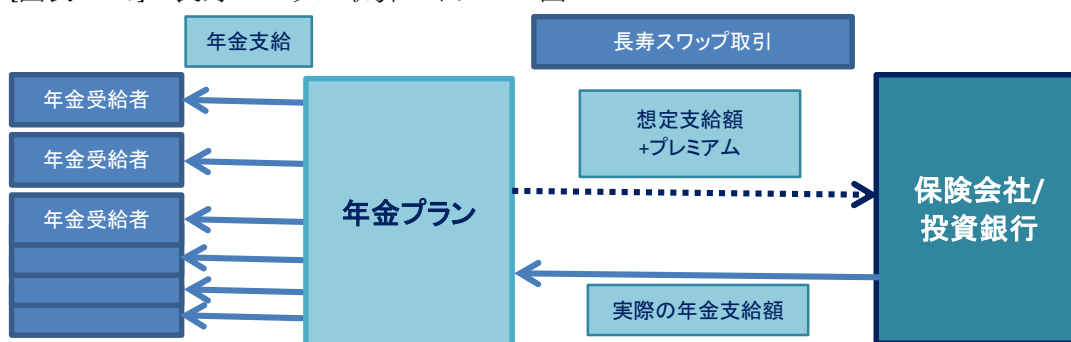 年金支給
長寿スワップ取引
年金受給者
年金受給者
年金受給者
年金プラン
想定支給額
+プレミアム
保険会社/
投資銀行
実際の年金支給額